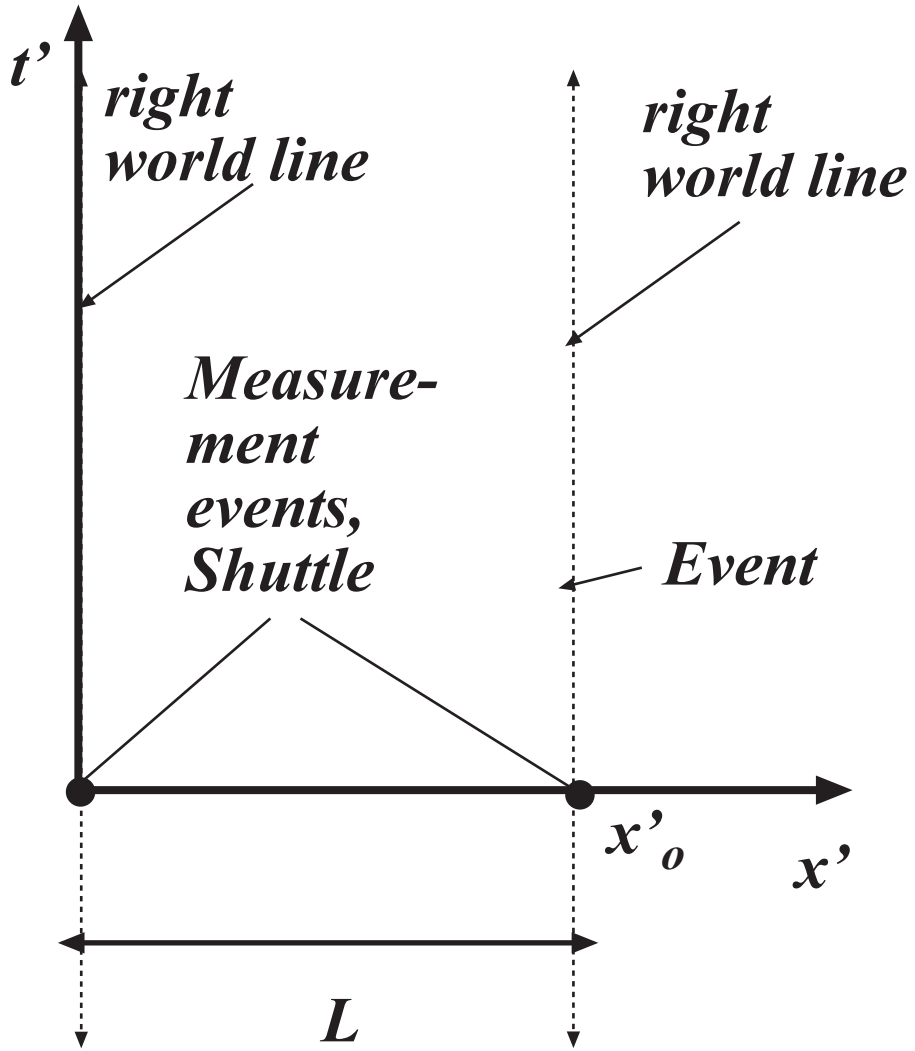 t’
right
world line
right
world line
Measure-
ment
events,
Shuttle
Event
x’o
x’
L